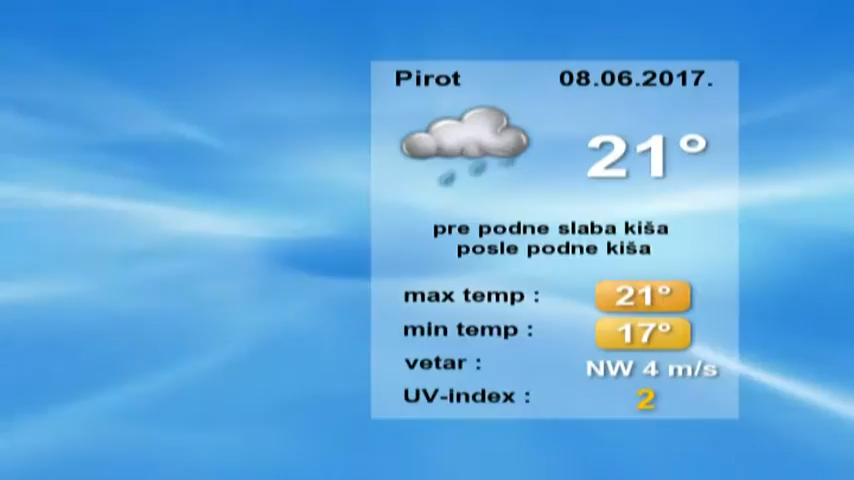 Pirot 08.06.2017.
21°
pre podne slaba kiša
posle podne kiša
max temp : 21°
min temp : 17°
vetar : NW 4 m/s
UV-index : 2